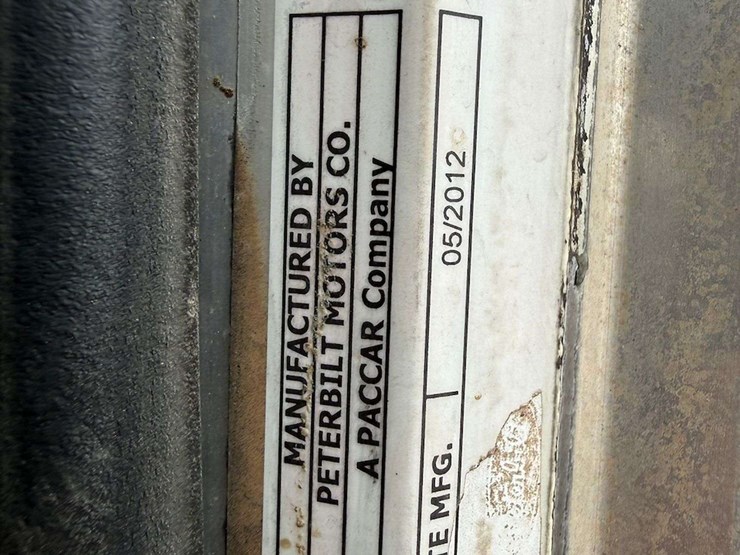 MANUFACTURED BY
PETERBILT MOTORS CO.
A PACCAR Company
TE MFG. 05/2012